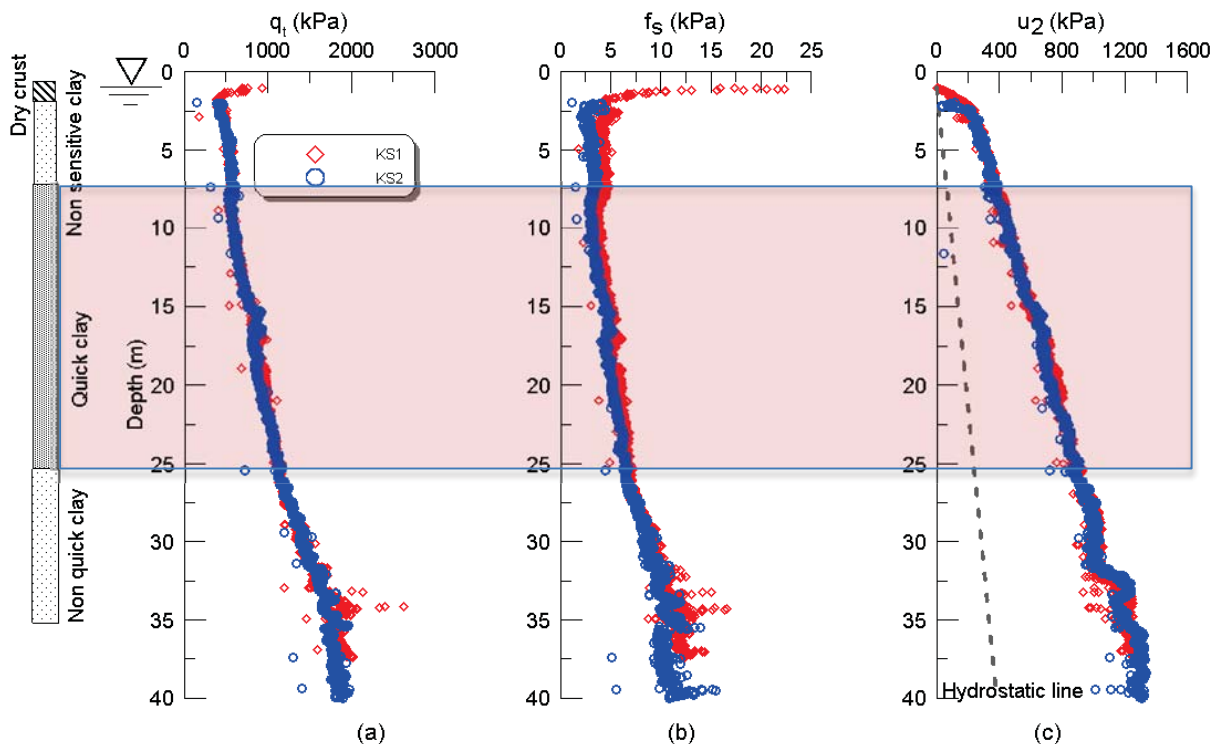 qt (kPa)
0 1000 2000 3000
fs (kPa)
0 5 10 15 20 25
u2 (kPa)
0 400 800 1200 1600
Dry crust
Non sensitive clay
Quick clay
Non quick clay
Depth (m)
0
5
10
15
20
25
30
35
40
KS1
KS2
(a)
0
5
10
15
20
25
30
35
40
(b)
0
5
10
15
20
25
30
35
40
Hydrostatic line
(c)